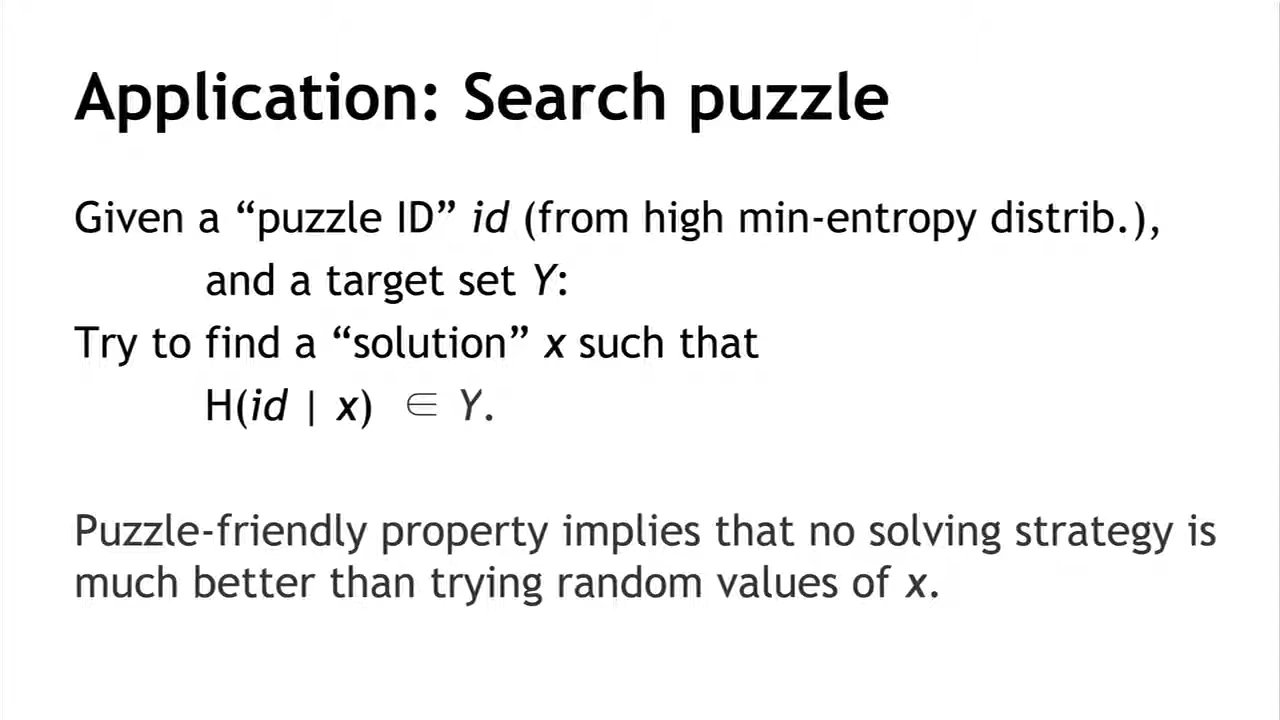 Application: Search puzzle
Given a “puzzle ID” id (from high min-entropy distrib.),
and a target set Y:
Try to find a “solution” x such that
H(id | x) ∈ Y.
Puzzle-friendly property implies that no solving strategy is
much better than trying random values of x.